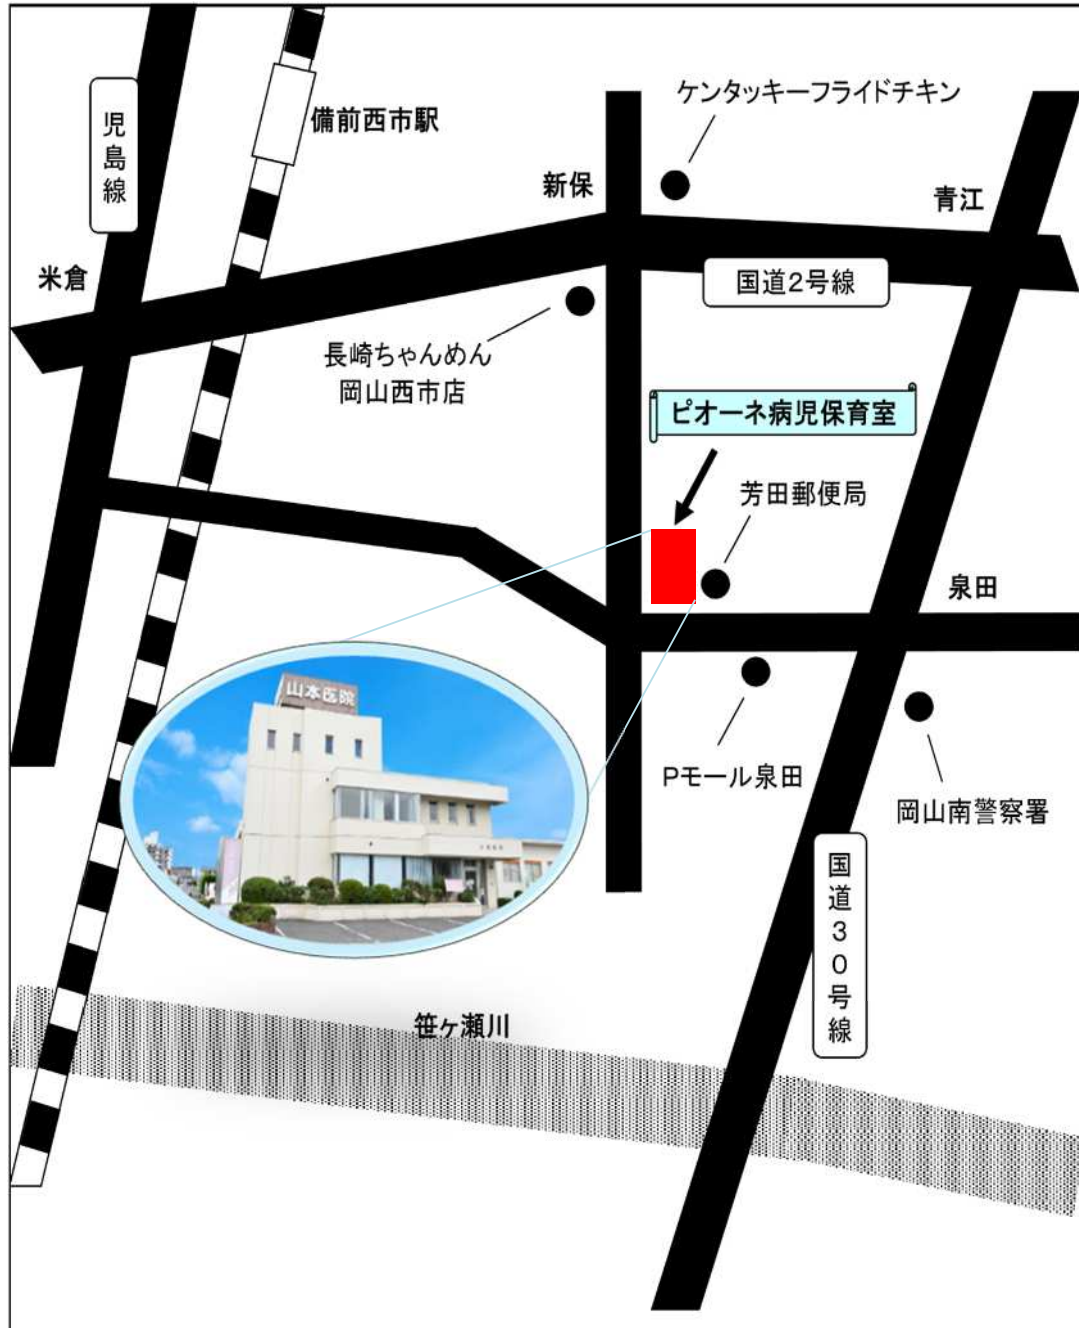 ケンタッキーフライドチキン
備前西市駅
児島線
新保
青江
米倉
国道2号線
長崎ちゃんめん
岡山西市店
ピオーネ病児保育室
芳田郵便局
泉田
山本医院
Pモール泉田
岡山南警察署
国道30号線
笹ヶ瀬川